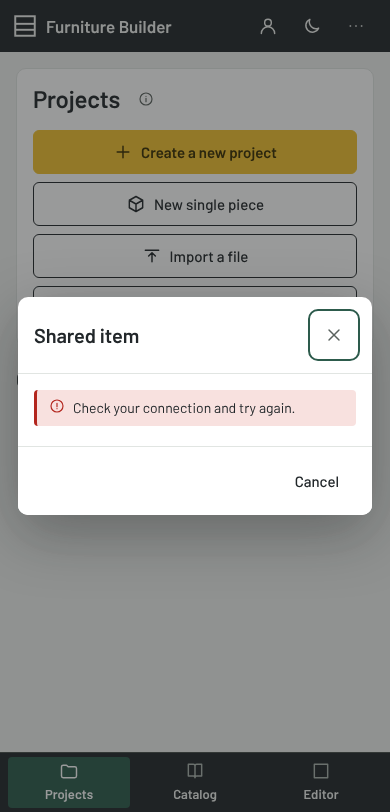 Furniture Builder
Projects
Create a new project
New single piece
Import a file
Shared item
Check your connection and try again.
Cancel
Projects
Catalog
Editor